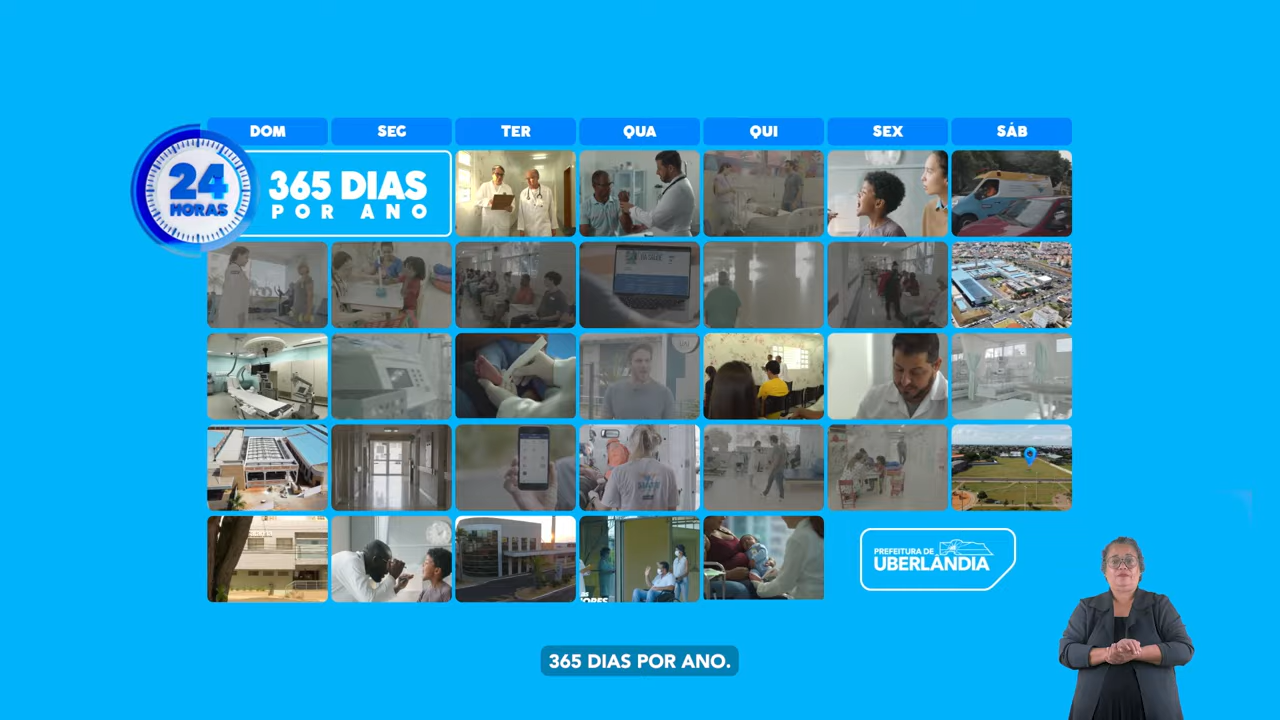 DOM SEG TER QUA QUI SEX SÁB
24
HORAS
365 DIAS
POR ANO
PREFEITURA DE
UBERLÂNDIA
365 DIAS POR ANO.